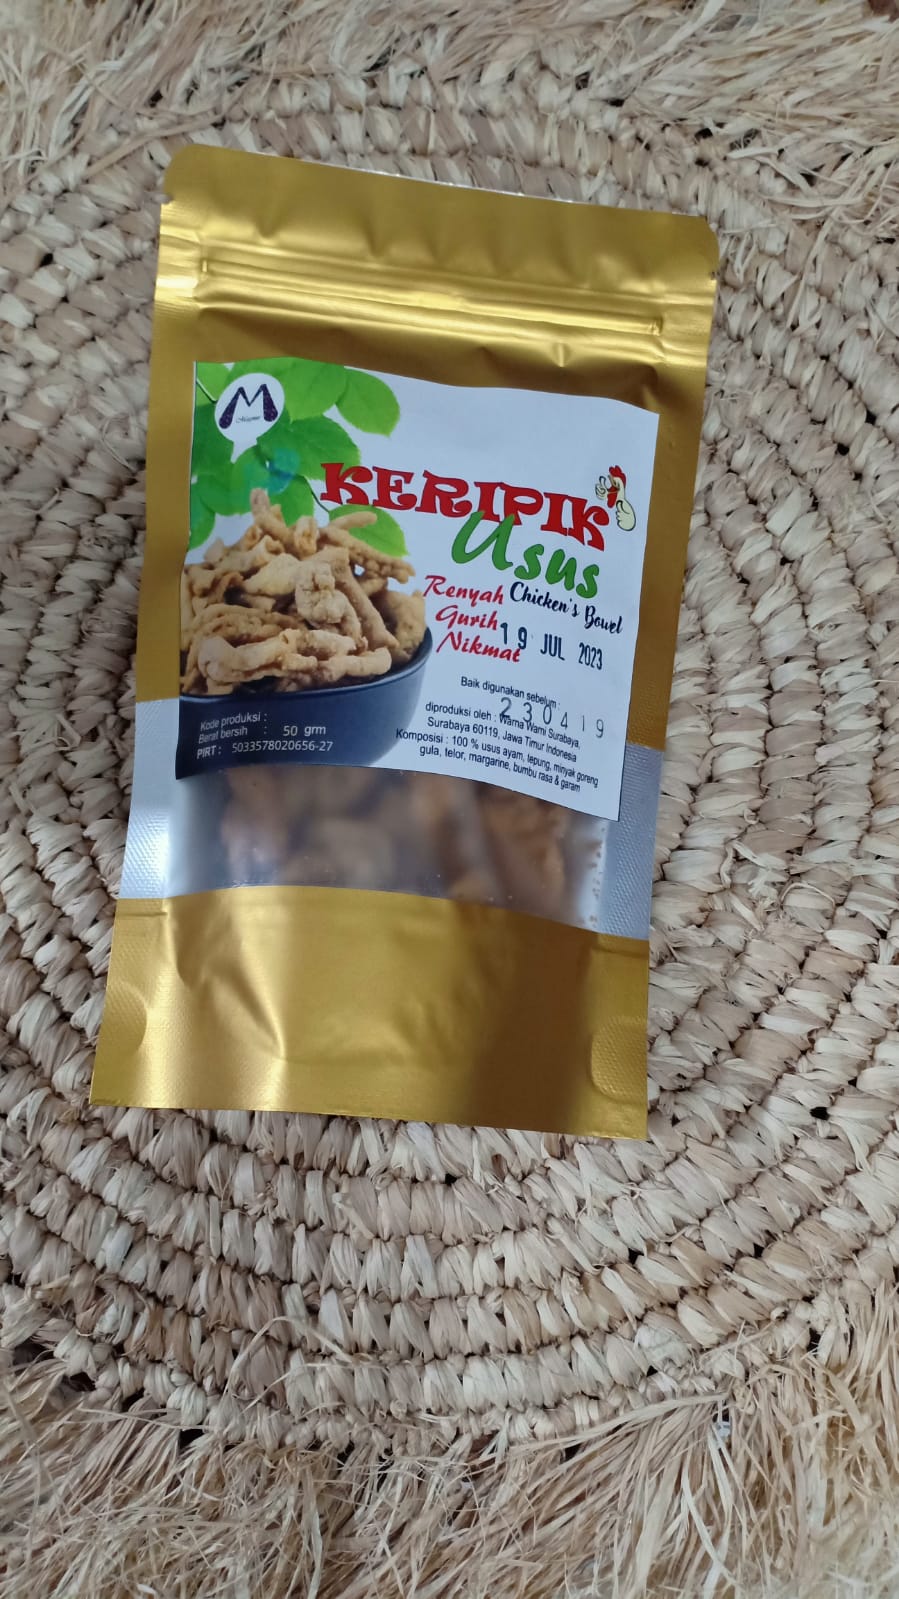 M
KERIPIK
Usus
Chicken's Bowel
Renyah
Gurih
Nikmat
19 JUL 2023
Baik digunakan sebelum :
230419
diproduksi oleh : Warna Warni Surabaya,
Surabaya 60119, Jawa Timur Indonesia
Komposisi : 100 % usus ayam, tepung, minyak goreng
gula, telor, margarine, bumbu rasa & garam
Kode produksi :
Berat bersih : 50 grm
PIRT : 5033578020656-27